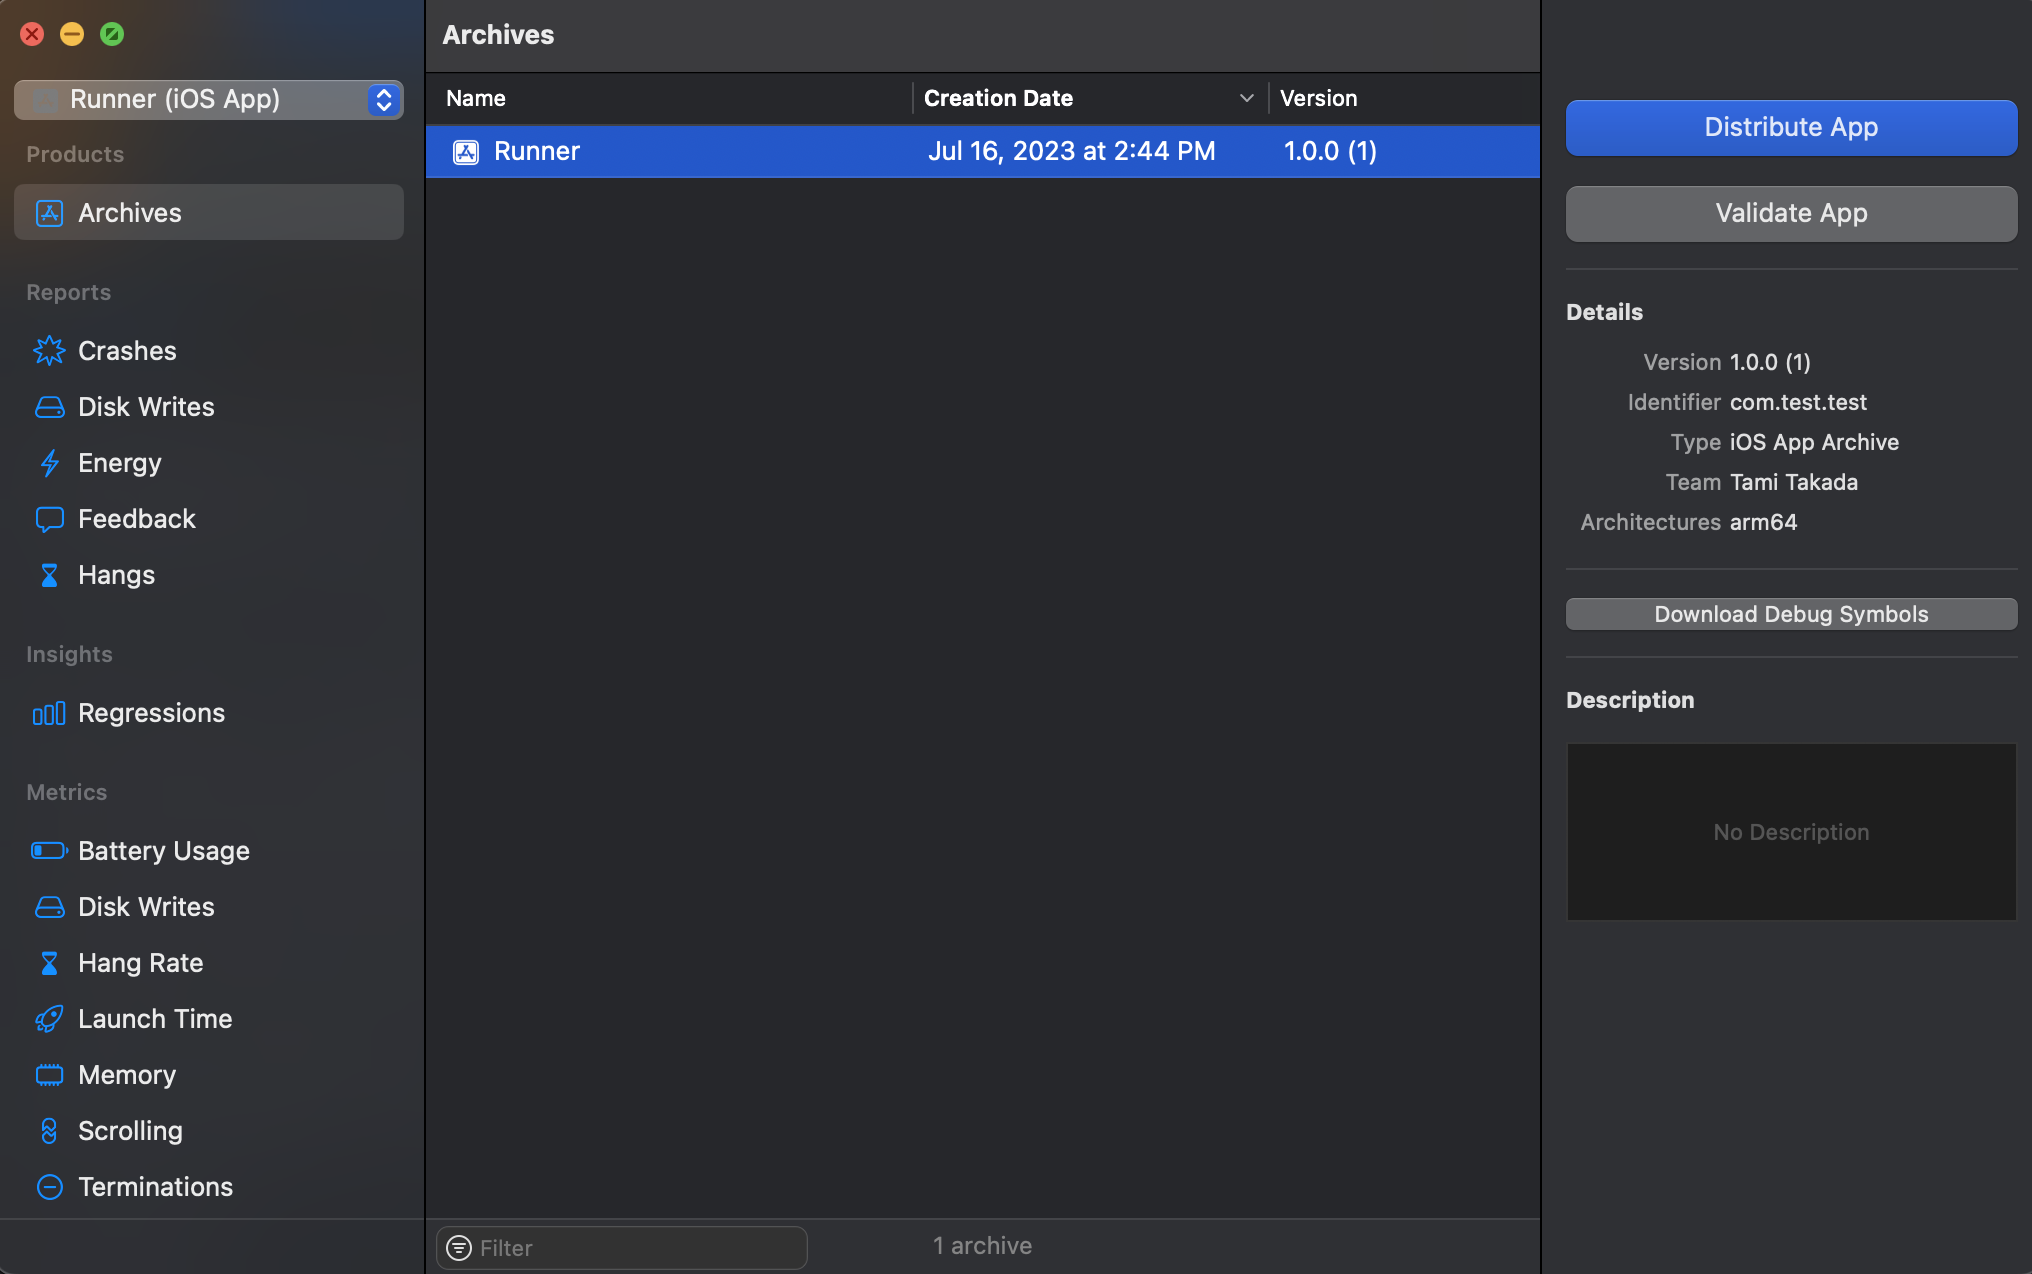 Runner (iOS App)
Products
Archives
Reports
Crashes
Disk Writes
Energy
Feedback
Hangs
Insights
Regressions
Metrics
Battery Usage
Disk Writes
Hang Rate
Launch Time
Memory
Scrolling
Terminations
Archives
Name Creation Date Version
Runner Jul 16, 2023 at 2:44 PM 1.0.0 (1)
Filter 1 archive
Distribute App
Validate App
Details
Version 1.0.0 (1)
Identifier com.test.test
Type iOS App Archive
Team Tami Takada
Architectures arm64
Download Debug Symbols
Description
No Description